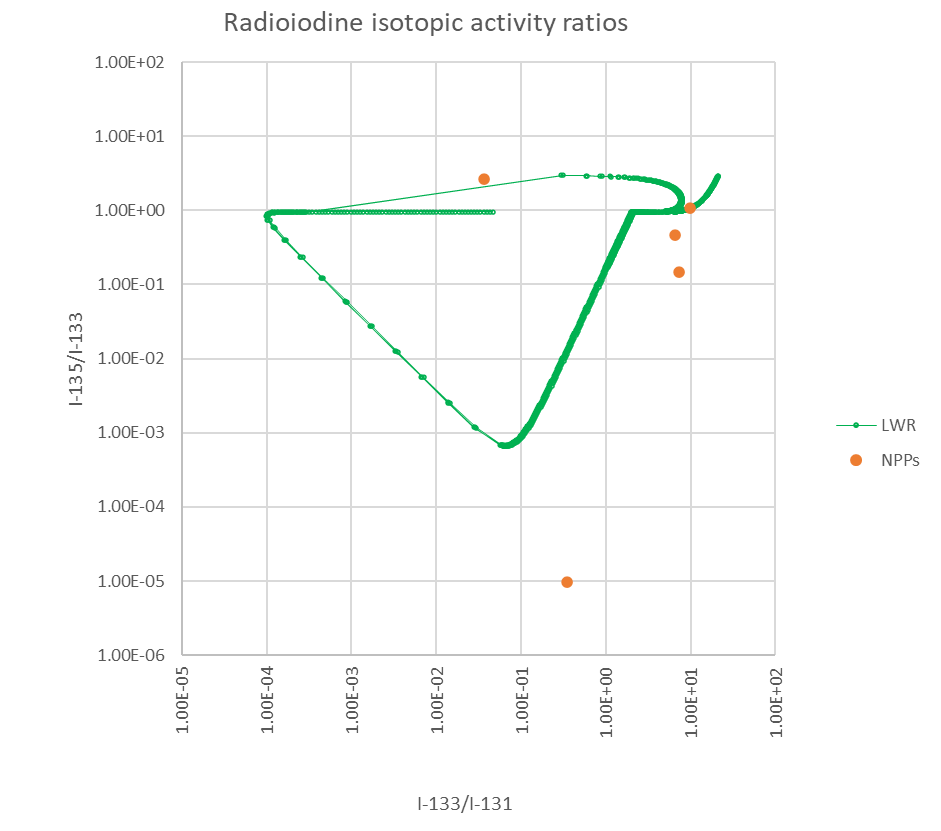 Radioiodine isotopic activity ratios
1.00E+02
1.00E+01
1.00E+00
1.00E-01
1.00E-02
1.00E-03
1.00E-04
1.00E-05
1.00E-06
I-135/I-133
1.00E-05
1.00E-04
1.00E-03
1.00E-02
1.00E-01
1.00E+00
1.00E+01
1.00E+02
I-133/I-131
LWR
NPPs